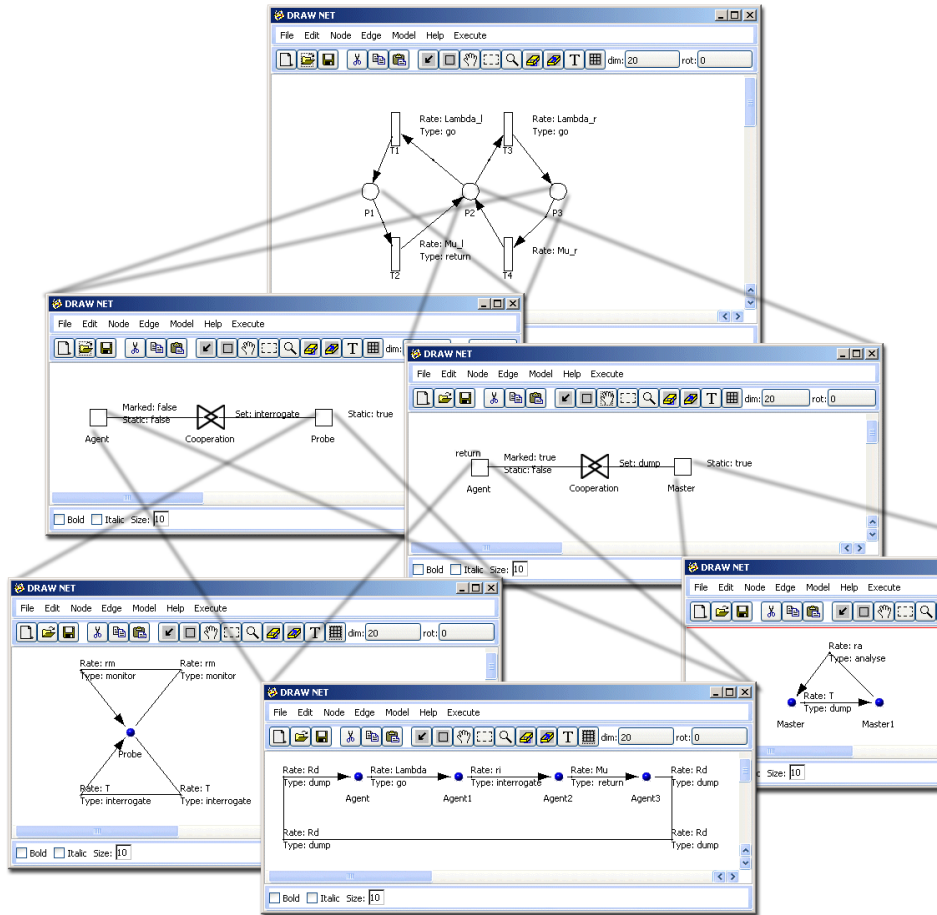 DRAW NET
File Edit Node Edge Model Help Execute
T dim: 20 rot: 0
Rate: Lambda_l
Type: go
Rate: Lambda_r
Type: go
T1
T3
P1
P2
P3
Rate: Mu_l
Type: return
Rate: Mu_r
T2
T4
DRAW NET
File Edit Node Edge Model Help Execute
T dim:
Marked: false
Static: false
Set: interrogate
Static: true
Agent
Cooperation
Probe
Bold Italic Size: 10
DRAW NET
File Edit Node Edge Model Help Execute
T dim: 20 rot: 0
return
Marked: true
Static: false
Set: dump
Static: true
Agent
Cooperation
Master
Bold Italic Size: 10
DRAW NET
File Edit Node Edge Model Help Execute
T dim: 20 rot: 0
Rate: rm
Type: monitor
Rate: rm
Type: monitor
Probe
Rate: T
Type: interrogate
Rate: T
Type: interrogate
Bold Italic Size: 10
DRAW NET
File Edit Node Edge Model Help Execute
Rate: ra
Type: analyse
Rate: T
Type: dump
Master
Master1
Size: 10
DRAW NET
File Edit Node Edge Model Help Execute
T dim: 20 rot: 0
Rate: Rd
Type: dump
Rate: Lambda
Type: go
Rate: ri
Type: interrogate
Rate: Mu
Type: return
Rate: Rd
Type: dump
Agent
Agent1
Agent2
Agent3
Rate: Rd
Type: dump
Rate: Rd
Type: dump
Bold Italic Size: 10